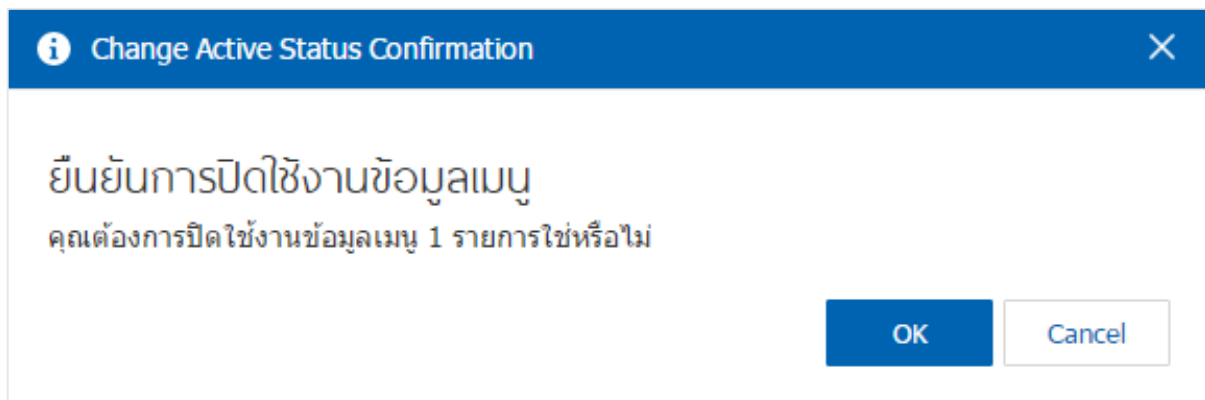 Change Active Status Confirmation
ยืนยันการปิดใช้งานข้อมูลเมนู
คุณต้องการปิดใช้งานข้อมูลเมนู 1 รายการใช่หรือไม่
OK Cancel